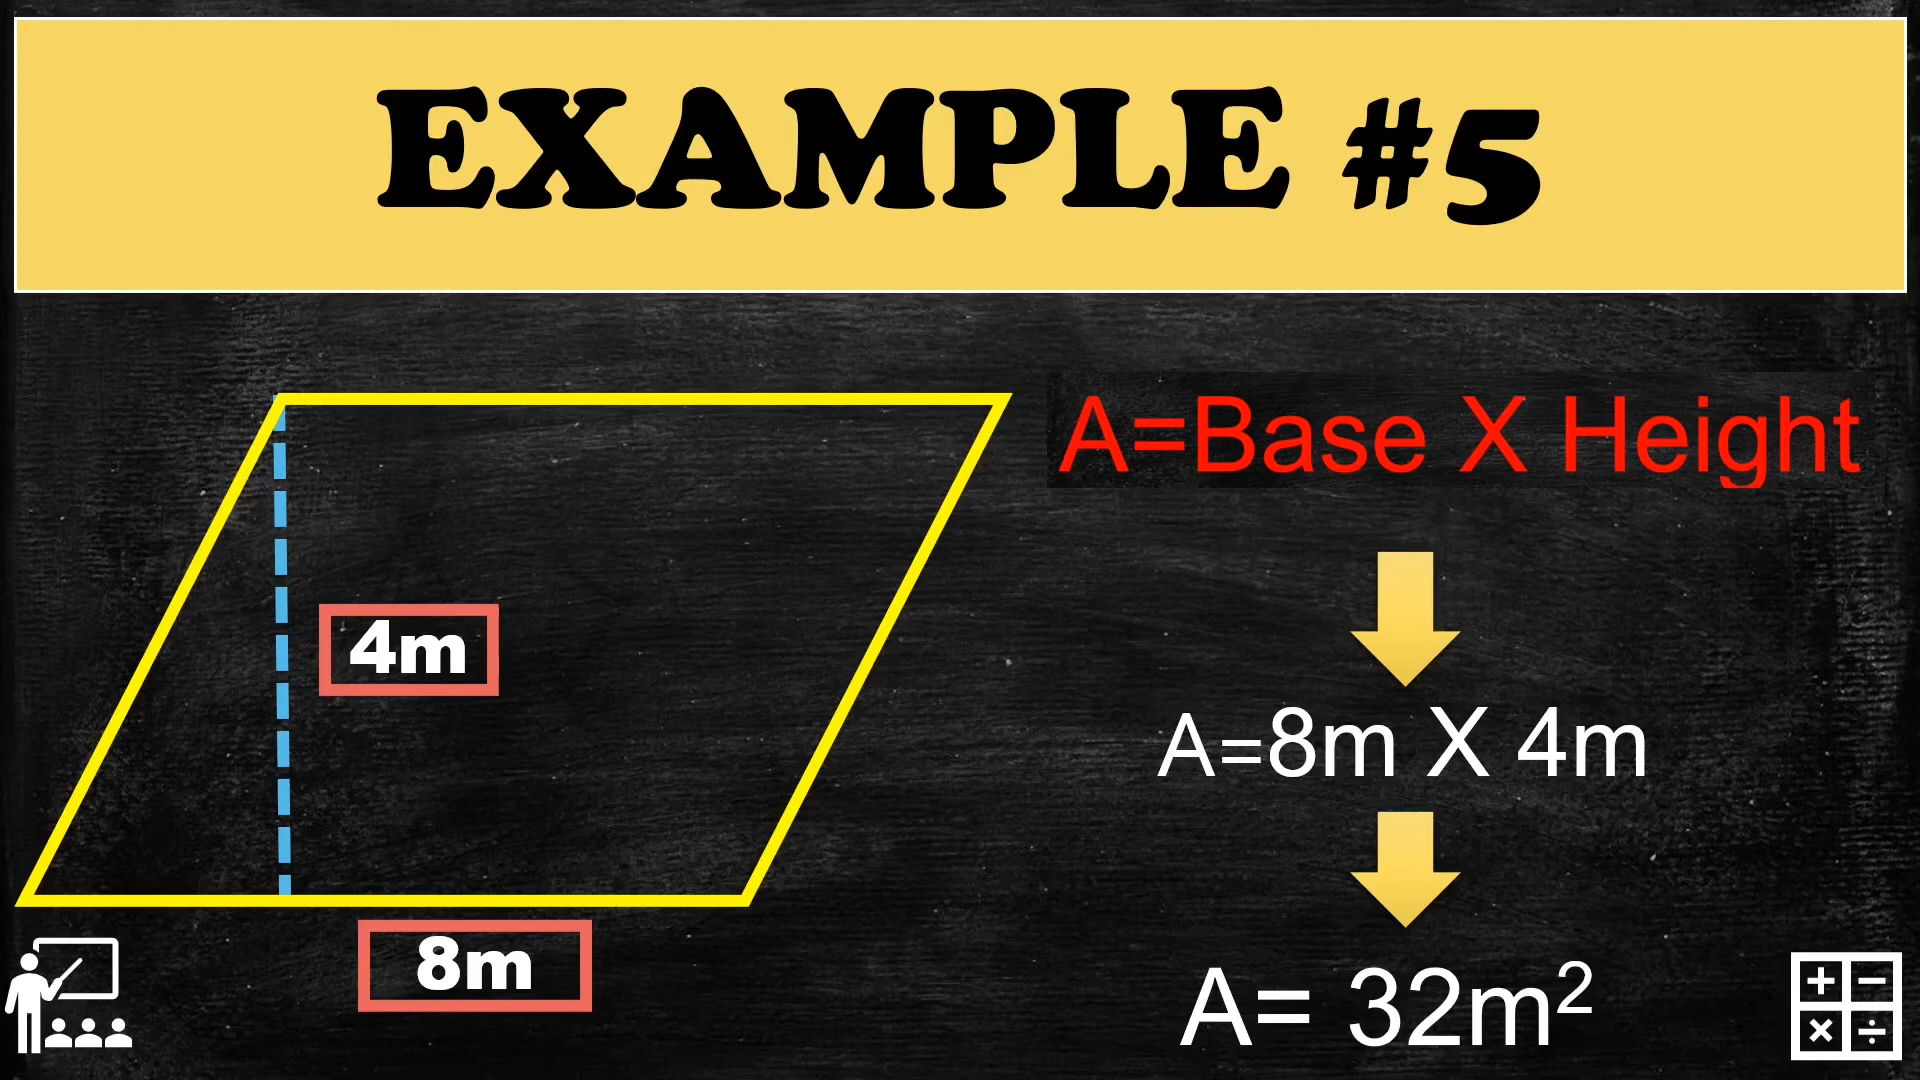 EXAMPLE #5
A=Base X Height
4m
A=8m X 4m
8m
A= 32m²
+ −
× ÷